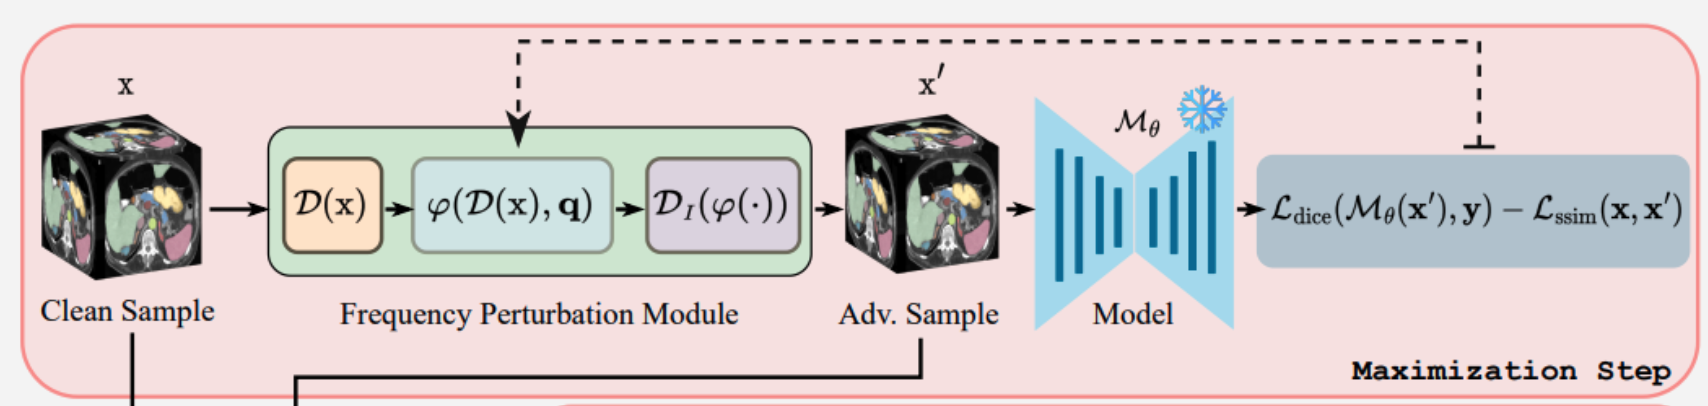 x
x′
ℳθ
𝒟(x)
φ(𝒟(x), q)
𝒟I(φ(·))
ℒdice(ℳθ(x′), y) − ℒssim(x, x′)
Clean Sample
Frequency Perturbation Module
Adv. Sample
Model
Maximization Step